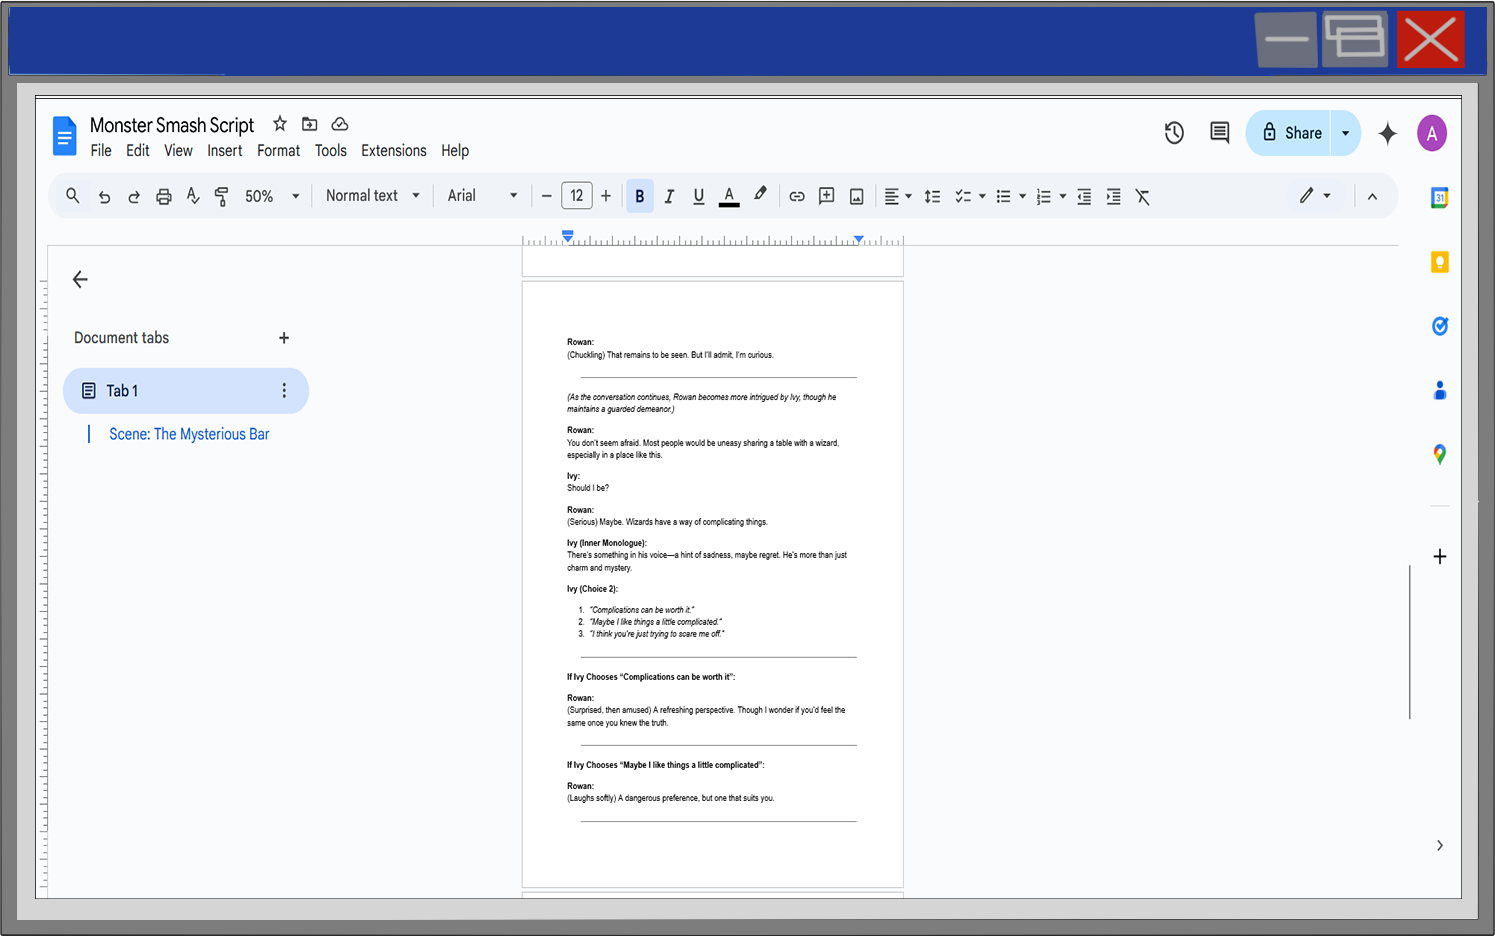 Monster Smash Script
File Edit View Insert Format Tools Extensions Help
Share
A
50% Normal text Arial 12 B I U A
31
Document tabs
Tab 1
Scene: The Mysterious Bar
Rowan:
(Chuckling) That remains to be seen. But I'll admit, I'm curious.
(As the conversation continues, Rowan becomes more intrigued by Ivy, though he
maintains a guarded demeanor.)
Rowan:
You don't seem afraid. Most people would be uneasy sharing a table with a wizard,
especially in a place like this.
Ivy:
Should I be?
Rowan:
(Serious) Maybe. Wizards have a way of complicating things.
Ivy (Inner Monologue):
There's something in his voice—a hint of sadness, maybe regret. He's more than just
charm and mystery.
Ivy (Choice 2):
1. "Complications can be worth it."
2. "Maybe I like things a little complicated."
3. "I think you're just trying to scare me off."
If Ivy Chooses “Complications can be worth it”:
Rowan:
(Surprised, then amused) A refreshing perspective. Though I wonder if you'd feel the
same once you knew the truth.
If Ivy Chooses “Maybe I like things a little complicated”:
Rowan:
(Laughs softly) A dangerous preference, but one that suits you.